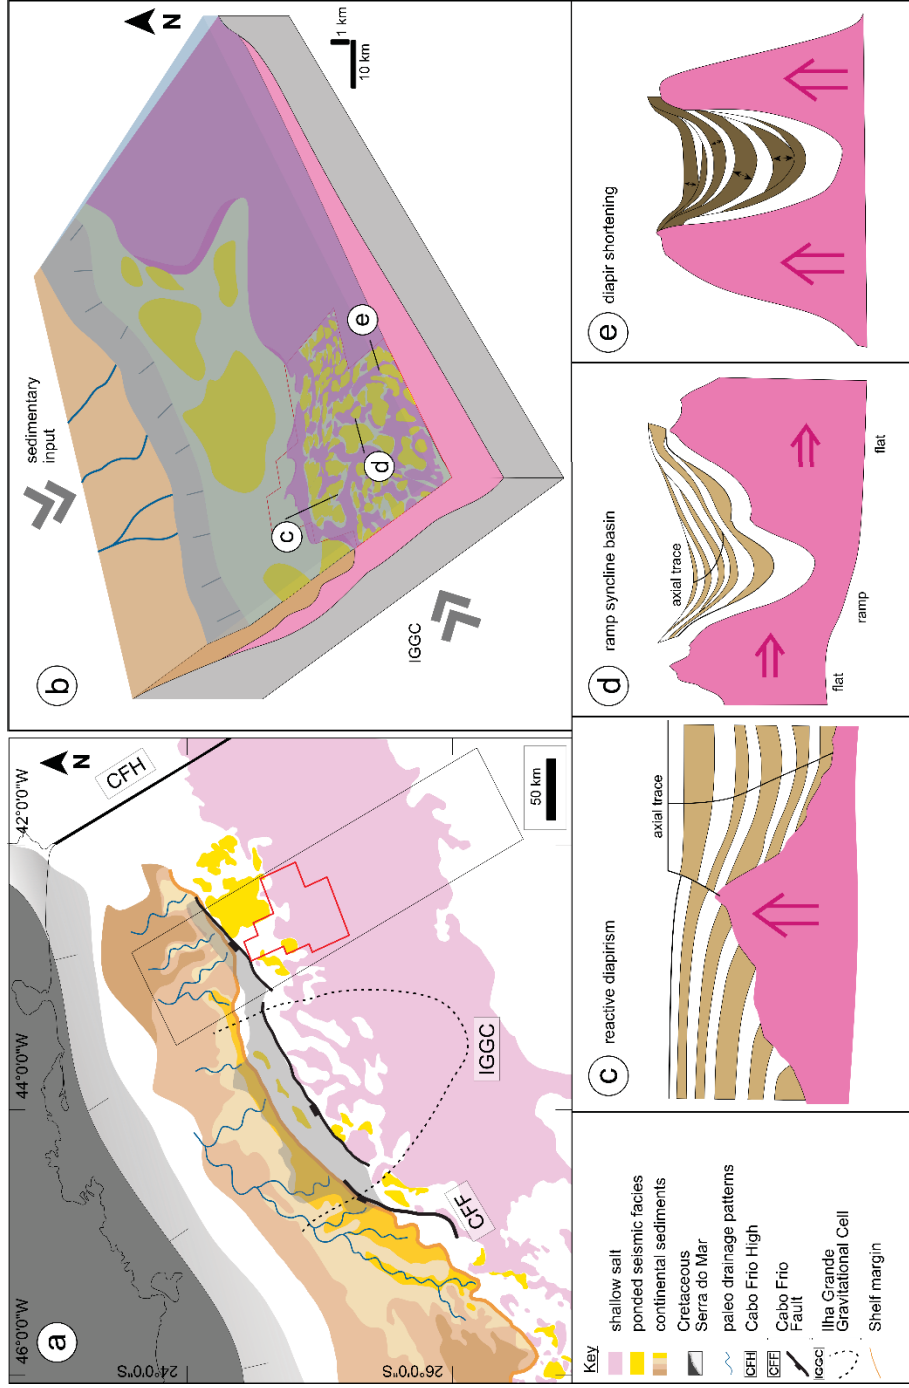 a
46°0'0"W
44°0'0"W
42°0'0"W
24°0'0"S
26°0'0"S
N
CFH
CFF
IGGC
50 km
b
sedimentary
input
N
1 km
10 km
IGGC
c
d
e
Key
shallow salt
ponded seismic facies
continental sediments
Cretaceous
Serra do Mar
paleo drainage patterns
CFH Cabo Frio High
CFF Cabo Frio
Fault
IGGC Ilha Grande
Gravitational Cell
Shelf margin
c reactive diapirism
axial trace
d ramp syncline basin
axial trace
flat
ramp
flat
e diapir shortening